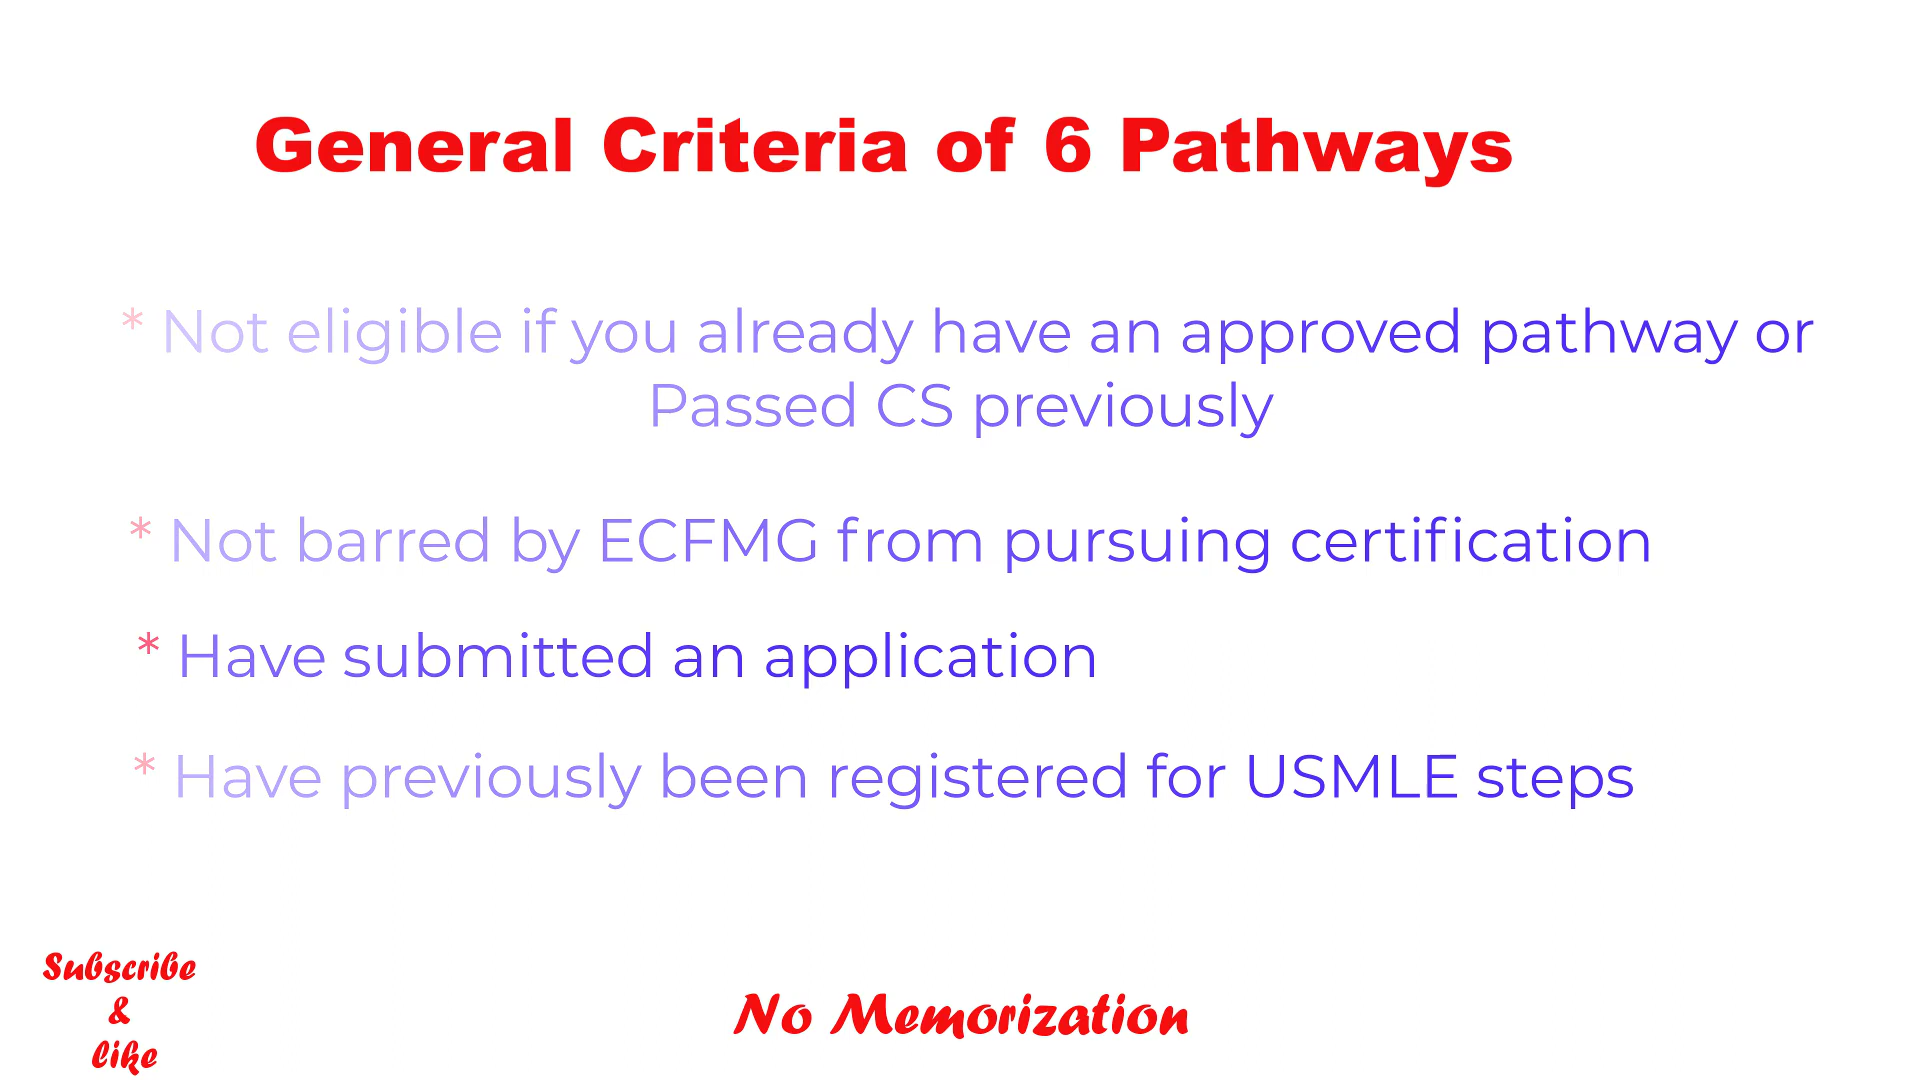 General Criteria of 6 Pathways
* Not eligible if you already have an approved pathway or
Passed CS previously
* Not barred by ECFMG from pursuing certification
* Have submitted an application
* Have previously been registered for USMLE steps
Subscribe
&
like
No Memorization